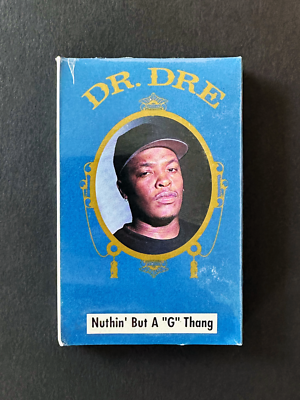 DR. DRE
Nuthin' But A "G" Thang